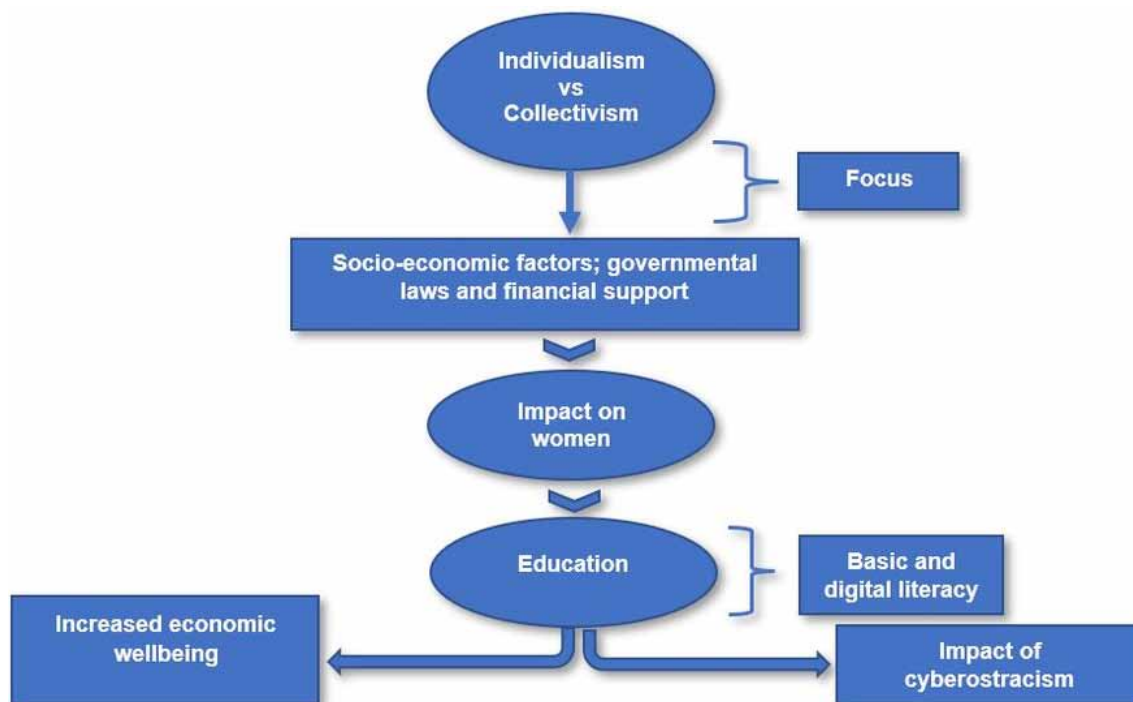 Individualism
vs
Collectivism
Focus
Socio-economic factors; governmental
laws and financial support
Impact on
women
Education
Basic and
digital literacy
Increased economic
wellbeing
Impact of
cyberostracism